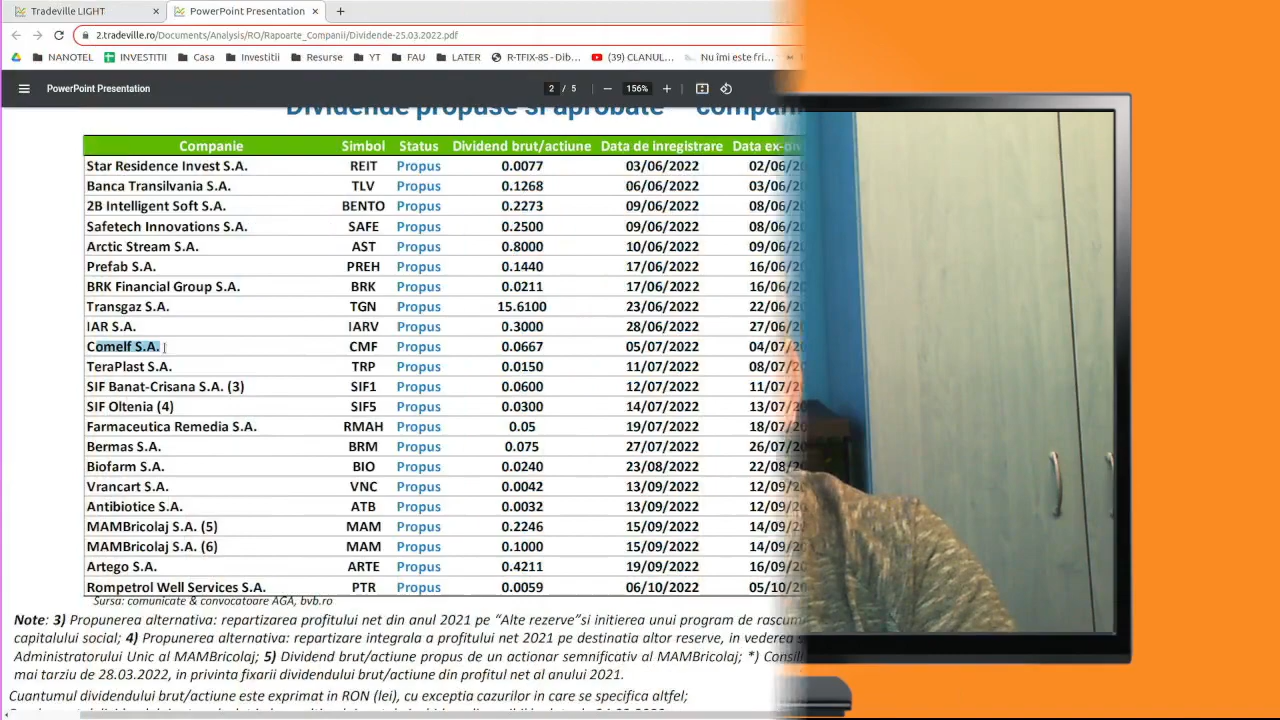 Tradeville LIGHT
PowerPoint Presentation
2.tradeville.ro/Documents/Analysis/RO/Rapoarte_Companii/Dividende-25.03.2022.pdf
NANOTEL INVESTITII Casa Investitii Resurse YT FAU LATER R-TFIX-8S - Dib... (39) CLANUL... Nu îmi este fri...
PowerPoint Presentation 2 / 5 156%
Dividende propuse si aprobate – compan
Companie Simbol Status Dividend brut/actiune Data de inregistrare Data ex-div
Star Residence Invest S.A. REIT Propus 0.0077 03/06/2022 02/06/20
Banca Transilvania S.A. TLV Propus 0.1268 06/06/2022 03/06/20
2B Intelligent Soft S.A. BENTO Propus 0.2273 09/06/2022 08/06/20
Safetech Innovations S.A. SAFE Propus 0.2500 09/06/2022 08/06/20
Arctic Stream S.A. AST Propus 0.8000 10/06/2022 09/06/20
Prefab S.A. PREH Propus 0.1440 17/06/2022 16/06/20
BRK Financial Group S.A. BRK Propus 0.0211 17/06/2022 16/06/20
Transgaz S.A. TGN Propus 15.6100 23/06/2022 22/06/20
IAR S.A. IARV Propus 0.3000 28/06/2022 27/06/20
Comelf S.A. CMF Propus 0.0667 05/07/2022 04/07/20
TeraPlast S.A. TRP Propus 0.0150 11/07/2022 08/07/20
SIF Banat-Crisana S.A. (3) SIF1 Propus 0.0600 12/07/2022 11/07/20
SIF Oltenia (4) SIF5 Propus 0.0300 14/07/2022 13/07/20
Farmaceutica Remedia S.A. RMAH Propus 0.05 19/07/2022 18/07/20
Bermas S.A. BRM Propus 0.075 27/07/2022 26/07/20
Biofarm S.A. BIO Propus 0.0240 23/08/2022 22/08/20
Vrancart S.A. VNC Propus 0.0042 13/09/2022 12/09/20
Antibiotice S.A. ATB Propus 0.0032 13/09/2022 12/09/20
MAMBricolaj S.A. (5) MAM Propus 0.2246 15/09/2022 14/09/20
MAMBricolaj S.A. (6) MAM Propus 0.1000 15/09/2022 14/09/20
Artego S.A. ARTE Propus 0.4211 19/09/2022 16/09/20
Rompetrol Well Services S.A. PTR Propus 0.0059 06/10/2022 05/10/20
Sursa: comunicate & convocatoare AGA, bvb.ro
Note: 3) Propunerea alternativa: repartizarea profitului net din anul 2021 pe “Alte rezerve”si initierea unui program de rascum
capitalului social; 4) Propunerea alternativa: repartizare integrala a profitului net 2021 pe destinatia altor reserve, in vederea s
Administratorului Unic al MAMBricolaj; 5) Dividend brut/actiune propus de un actionar semnificativ al MAMBricolaj; *) Consili
mai tarziu de 28.03.2022, in privinta fixarii dividendului brut/actiune din profitul net al anului 2021.
Cuantumul dividendului brut/actiune este exprimat in RON (lei), cu exceptia cazurilor in care se specifica altfel;